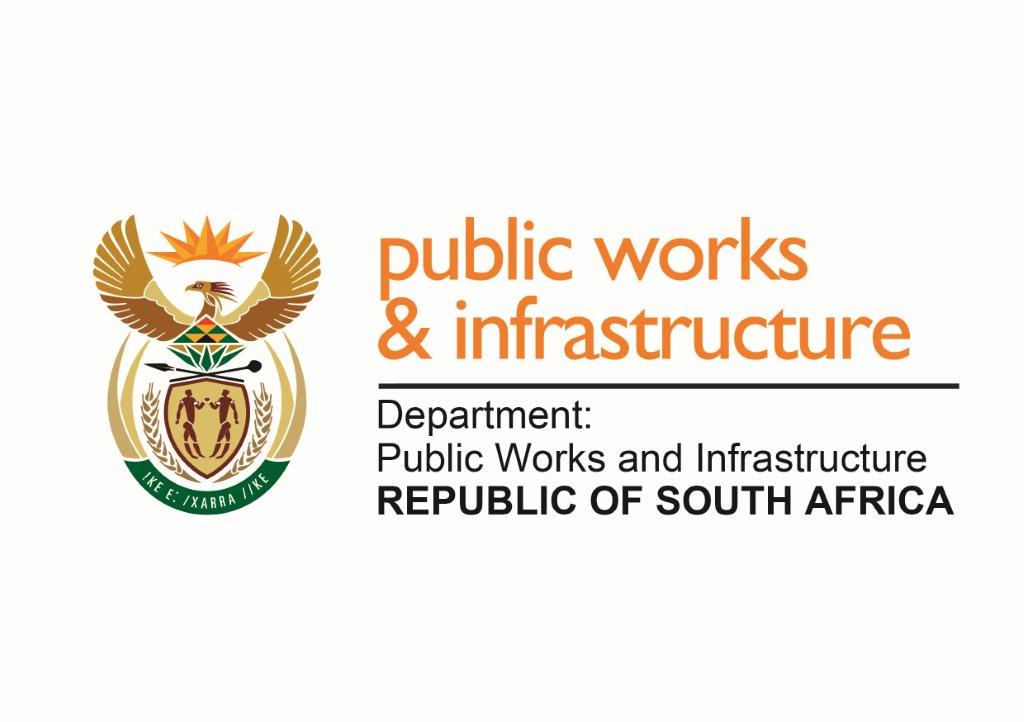 !KE E: /XARRA //KE
public works
& infrastructure
Department:
Public Works and Infrastructure
REPUBLIC OF SOUTH AFRICA